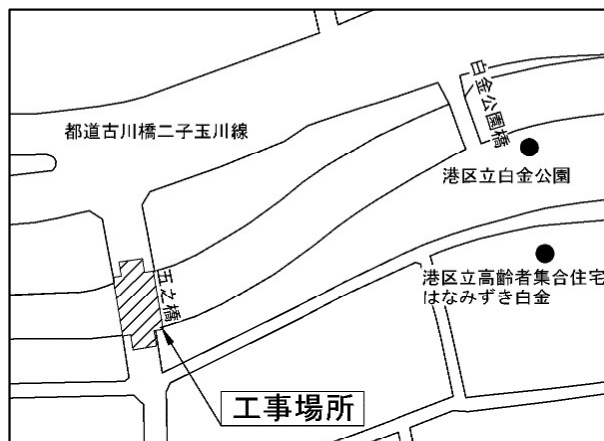 白金公園橋
都道古川橋二子玉川線
港区立白金公園
五之橋
港区立高齢者集合住宅
はなみずき白金
工事場所